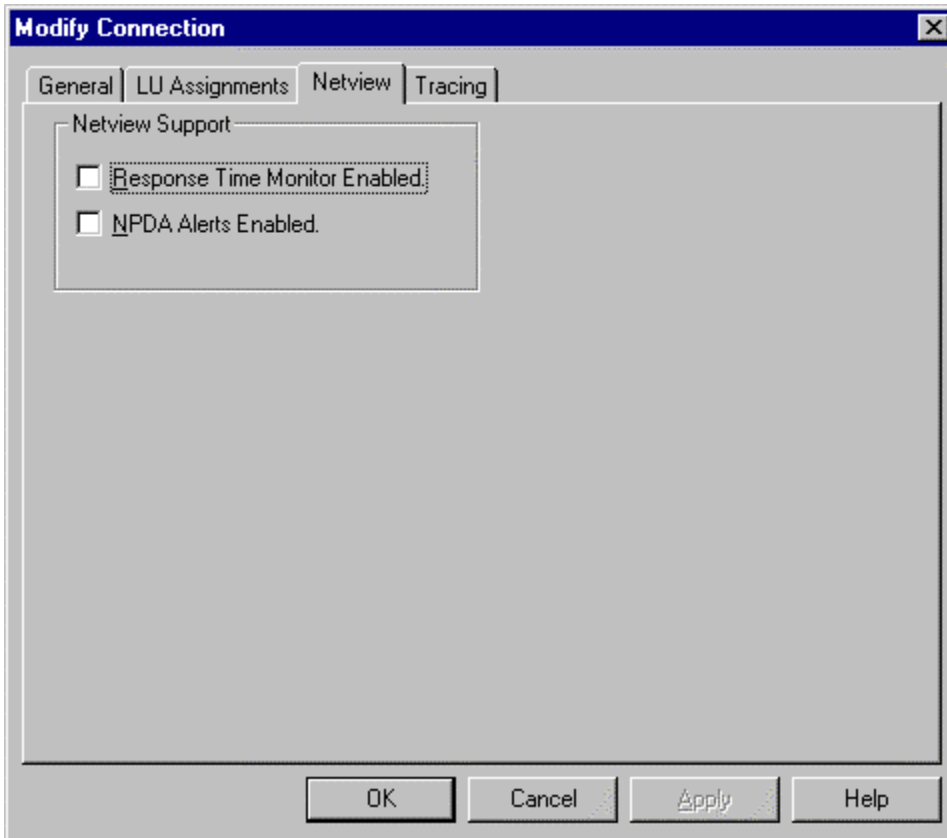 Modify Connection
General LU Assignments Netview Tracing
Netview Support
Response Time Monitor Enabled.
NPDA Alerts Enabled.
OK Cancel Apply Help